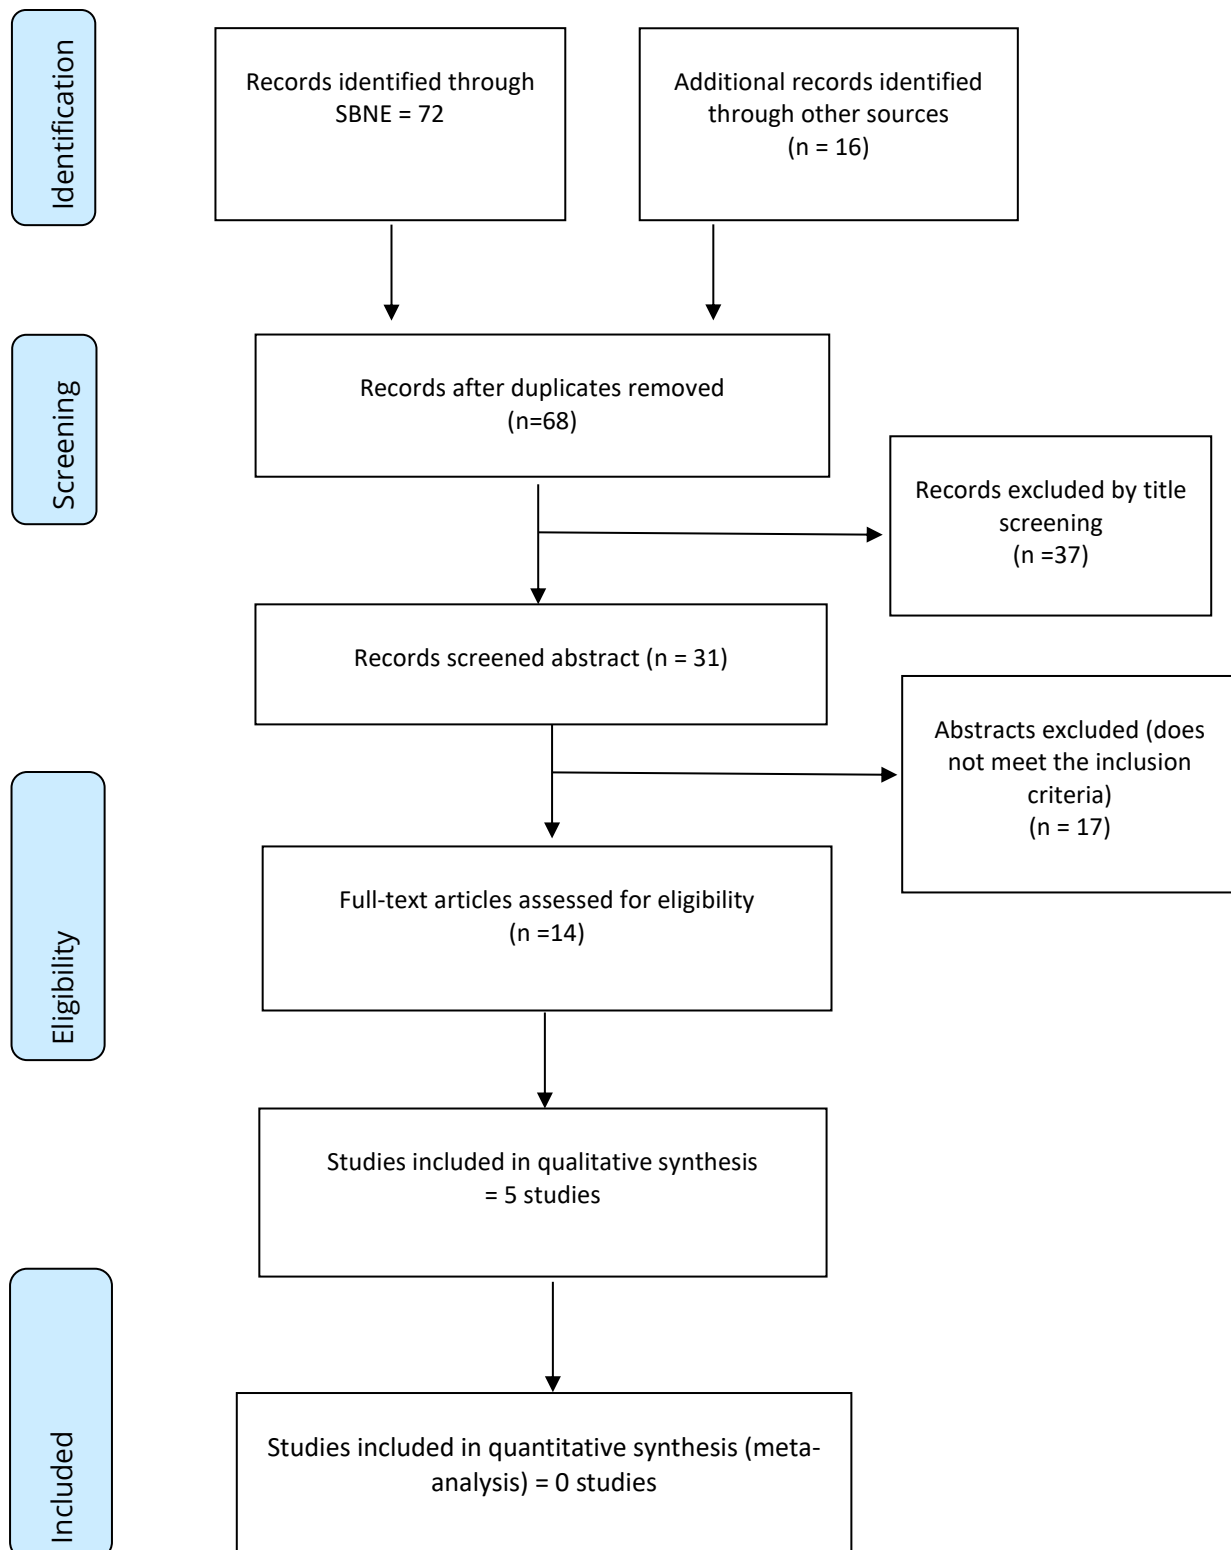 Identification
Records identified through
SBNE = 72
Additional records identified
through other sources
(n = 16)
Screening
Records after duplicates removed
(n=68)
Records excluded by title
screening
(n =37)
Records screened abstract (n = 31)
Abstracts excluded (does
not meet the inclusion
criteria)
(n = 17)
Eligibility
Full-text articles assessed for eligibility
(n =14)
Studies included in qualitative synthesis
= 5 studies
Included
Studies included in quantitative synthesis (meta-
analysis) = 0 studies